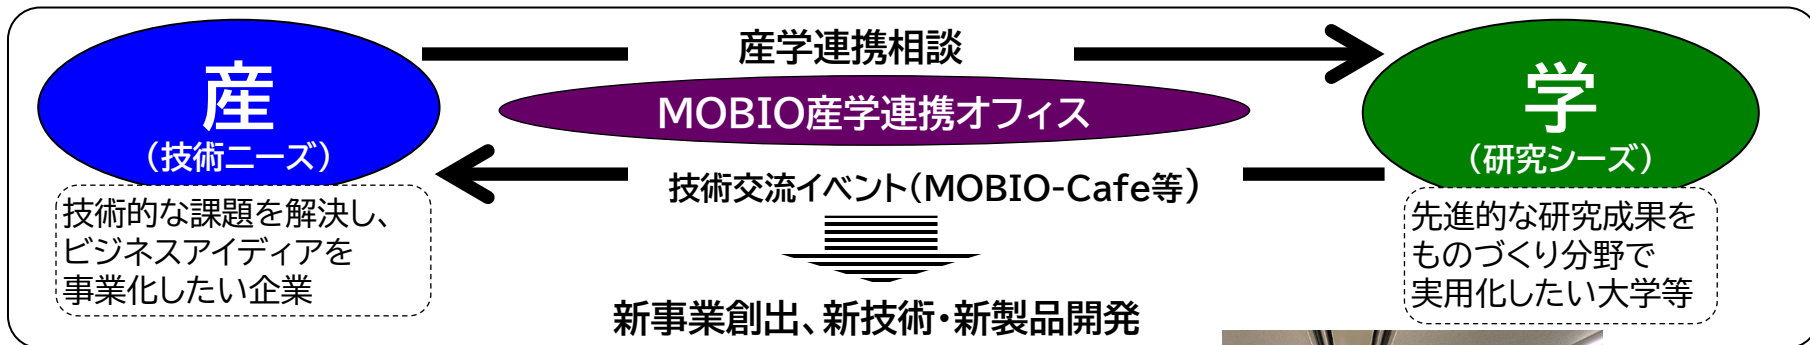 産学連携相談
産
(技術ニーズ)
MOBIO産学連携オフィス
学
(研究シーズ)
技術交流イベント(MOBIO-Cafe等)
技術的な課題を解決し、
ビジネスアイディアを
事業化したい企業
先進的な研究成果を
ものづくり分野で
実用化したい大学等
新事業創出、新技術・新製品開発